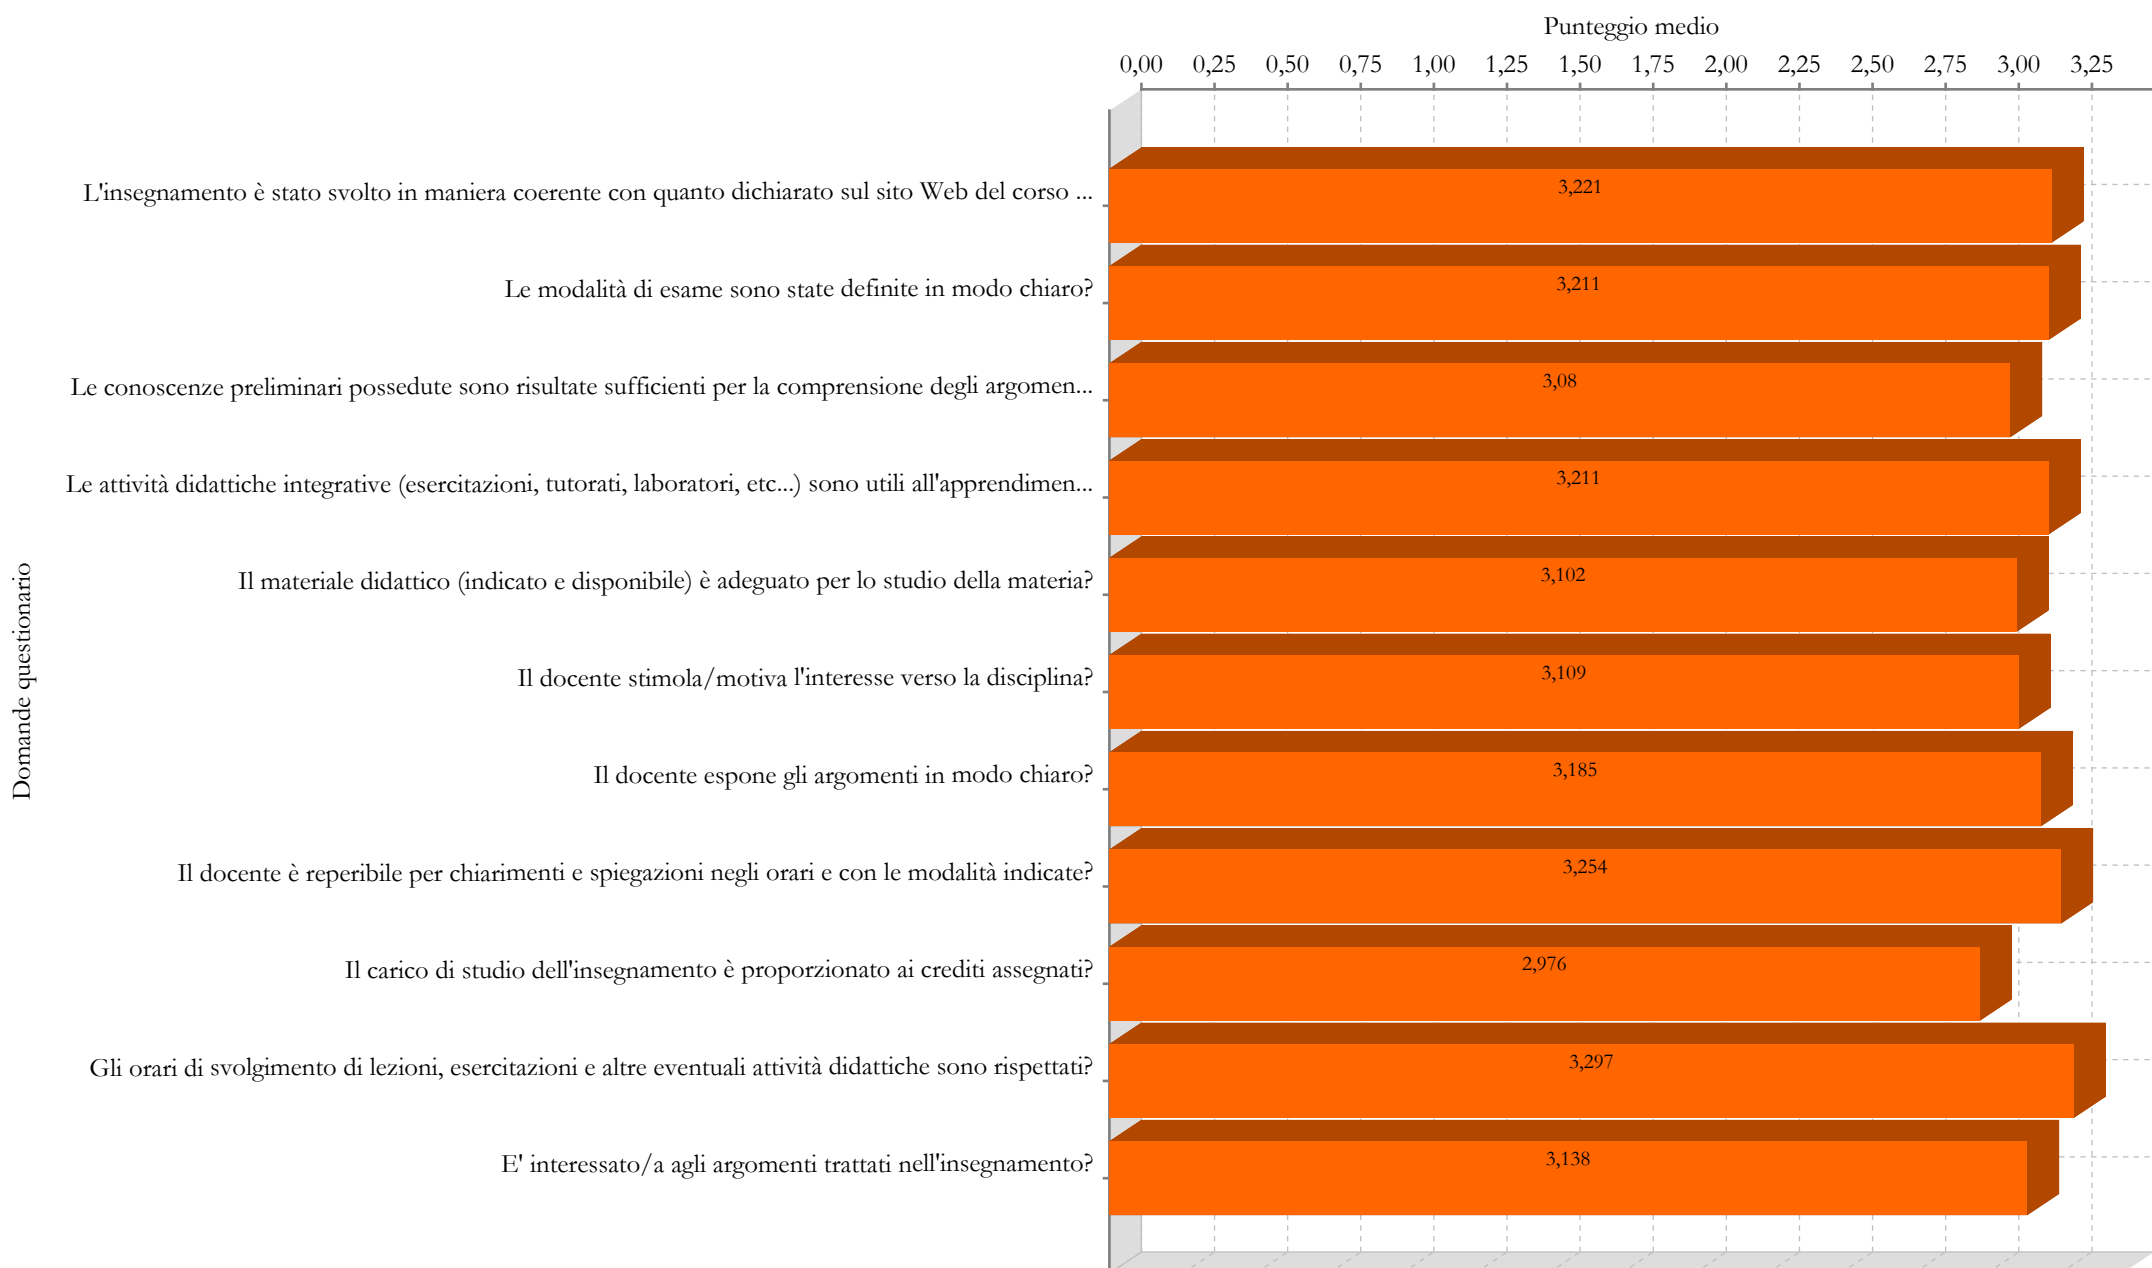 Punteggio medio
0,00 0,25 0,50 0,75 1,00 1,25 1,50 1,75 2,00 2,25 2,50 2,75 3,00 3,25
L'insegnamento è stato svolto in maniera coerente con quanto dichiarato sul sito Web del corso ...
3,221
Le modalità di esame sono state definite in modo chiaro?
3,211
Le conoscenze preliminari possedute sono risultate sufficienti per la comprensione degli argomen...
3,08
Le attività didattiche integrative (esercitazioni, tutorati, laboratori, etc...) sono utili all'apprendimen...
3,211
Il materiale didattico (indicato e disponibile) è adeguato per lo studio della materia?
3,102
Il docente stimola/motiva l'interesse verso la disciplina?
3,109
Il docente espone gli argomenti in modo chiaro?
3,185
Il docente è reperibile per chiarimenti e spiegazioni negli orari e con le modalità indicate?
3,254
Il carico di studio dell'insegnamento è proporzionato ai crediti assegnati?
2,976
Gli orari di svolgimento di lezioni, esercitazioni e altre eventuali attività didattiche sono rispettati?
3,297
E' interessato/a agli argomenti trattati nell'insegnamento?
3,138
Domande questionario